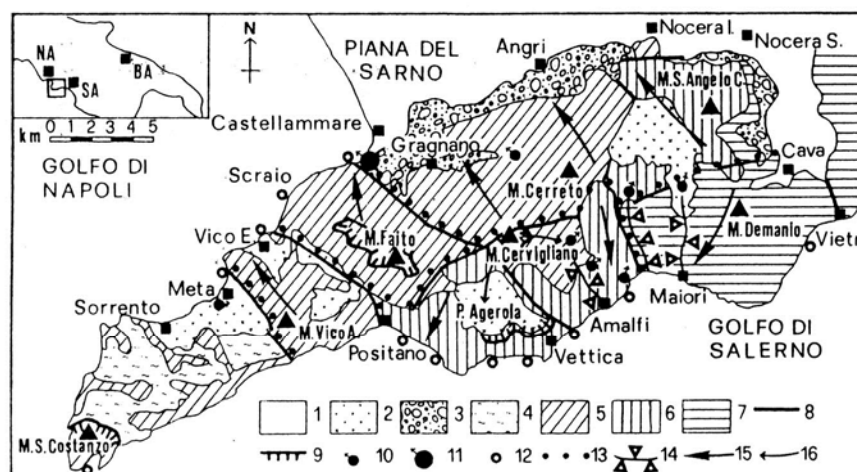 NA
SA
BA
km 0 1 2 3 4 5
N
PIANA DEL
SARNO
Angri
Nocera I.
Nocera S.
M.S.Angelo C.
Castellammare
Gragnano
GOLFO DI
NAPOLI
Scraio
M.Cerreto
Cava
Vico E.
M.Faito
M.Cervigliano
M.Demanio
Vietri
Meta
Sorrento
M.Vico A.
P. Agerola
Amalfi
Maiori
GOLFO DI
SALERNO
Positano
Vettica
M.S.Costanzo
1 2 3 4 5 6 7 8
9 10 11 12 13 14 15 16